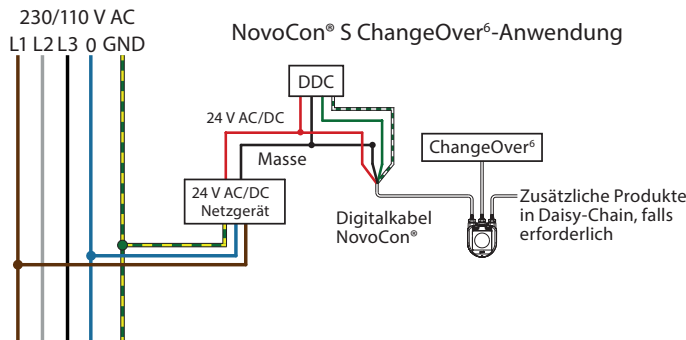 230/110 V AC
L1 L2 L3 0 GND
NovoCon® S ChangeOver⁶-Anwendung
DDC
24 V AC/DC
Masse
ChangeOver⁶
24 V AC/DC
Netzgerät
Digitalkabel
NovoCon®
Zusätzliche Produkte
in Daisy-Chain, falls
erforderlich